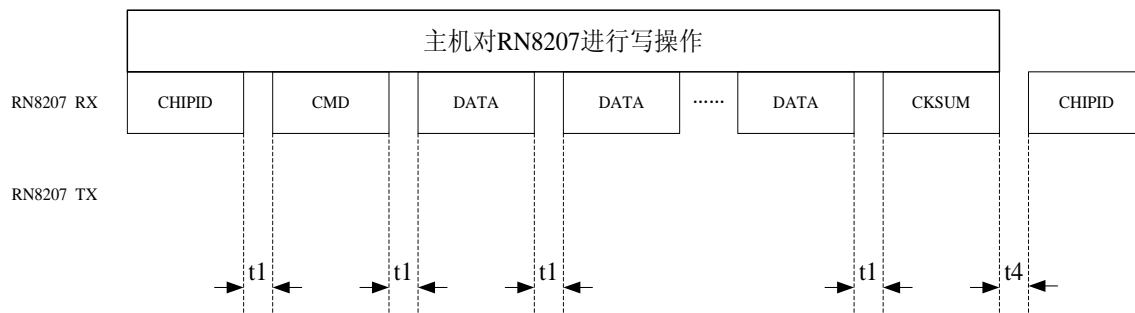 主机对RN8207进行写操作
RN8207 RX CHIPID CMD DATA DATA ...... DATA CKSUM CHIPID
RN8207 TX
t1 t1 t1 t1 t4